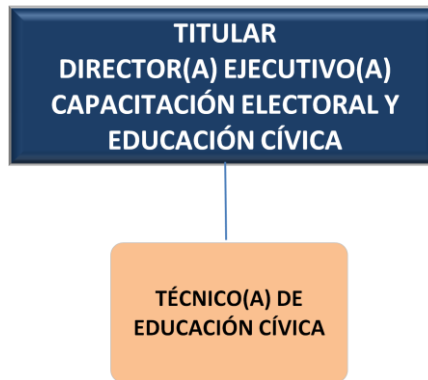 TITULAR
DIRECTOR(A) EJECUTIVO(A)
CAPACITACIÓN ELECTORAL Y
EDUCACIÓN CÍVICA
TÉCNICO(A) DE
EDUCACIÓN CÍVICA